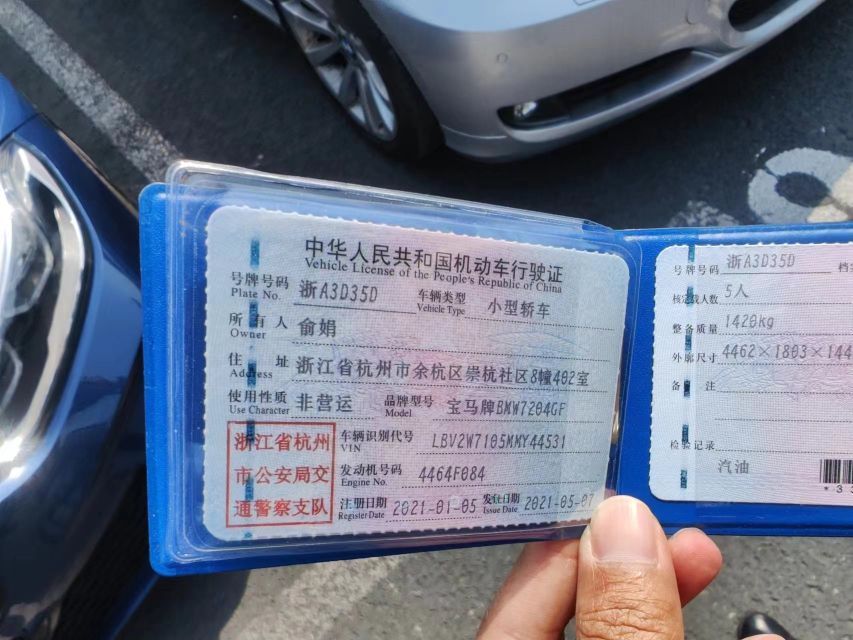 中华人民共和国机动车行驶证
Vehicle License of the People's Republic of China
号牌号码 浙A3D35D 车辆类型 小型轿车
Plate No. Vehicle Type
所有人 俞娟
Owner
住址 浙江省杭州市余杭区崇杭社区8幢402室
Address
使用性质 非营运 品牌型号 宝马牌BMW7204GF
Use Character Model
浙江省杭州
市公安局交
通警察支队
车辆识别代号 LBV2W7105MMY44531
VIN
发动机号码 4464F084
Engine No.
注册日期 2021-01-05 发证日期 2021-05-07
Register Date Issue Date
号牌号码 浙A3D35D 档
核定载人数 5人
整备质量 1420kg
外廓尺寸 4462×1803×144
备注
检验记录
汽油